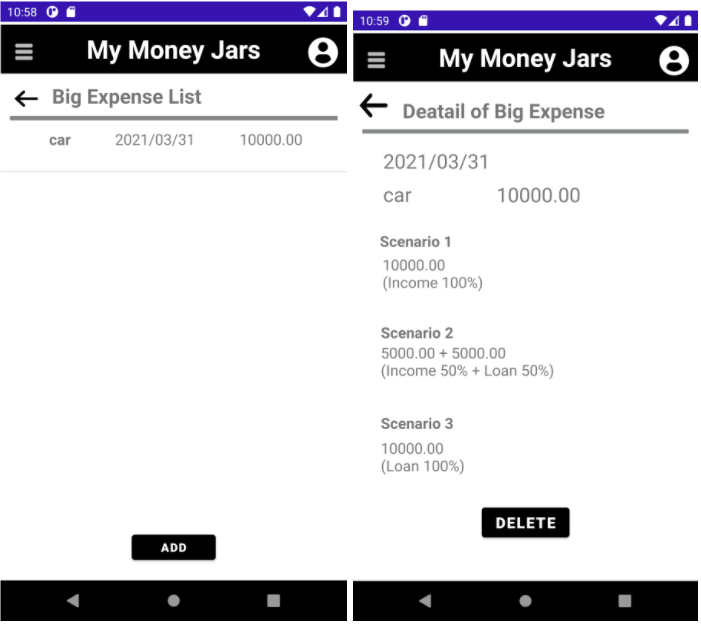 10:58
My Money Jars
Big Expense List
car 2021/03/31 10000.00
ADD
10:59
My Money Jars
Deatail of Big Expense
2021/03/31
car 10000.00
Scenario 1
10000.00
(Income 100%)
Scenario 2
5000.00 + 5000.00
(Income 50% + Loan 50%)
Scenario 3
10000.00
(Loan 100%)
DELETE